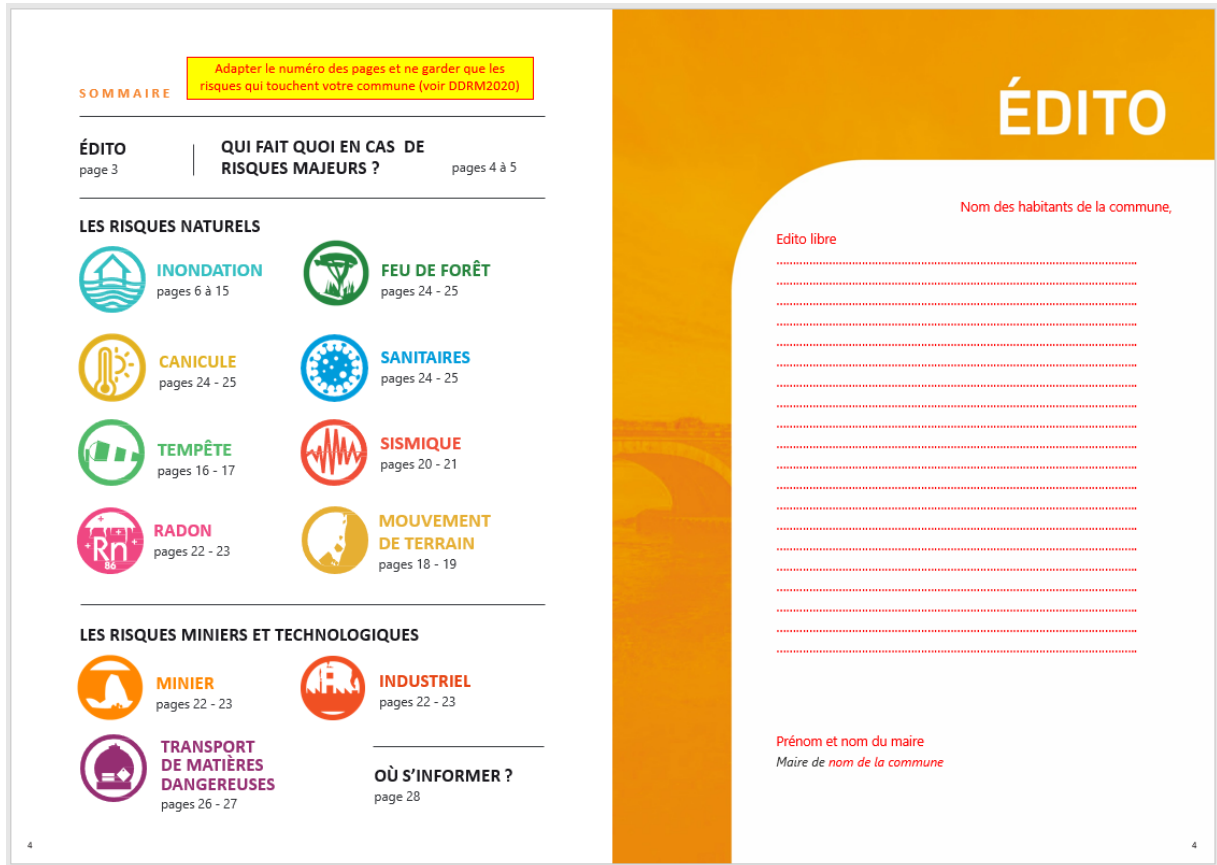 SOMMAIRE
Adapter le numéro des pages et ne garder que les
risques qui touchent votre commune (voir DDRM2020)
ÉDITO
page 3
QUI FAIT QUOI EN CAS DE
RISQUES MAJEURS ?
pages 4 à 5
LES RISQUES NATURELS
INONDATION
pages 6 à 15
FEU DE FORÊT
pages 24 - 25
CANICULE
pages 24 - 25
SANITAIRES
pages 24 - 25
TEMPÊTE
pages 16 - 17
SISMIQUE
pages 20 - 21
Rn
86
RADON
pages 22 - 23
MOUVEMENT
DE TERRAIN
pages 18 - 19
LES RISQUES MINIERS ET TECHNOLOGIQUES
MINIER
pages 22 - 23
INDUSTRIEL
pages 22 - 23
TRANSPORT
DE MATIÈRES
DANGEREUSES
pages 26 - 27
OÙ S'INFORMER ?
page 28
4
ÉDITO
Nom des habitants de la commune,
Edito libre
Prénom et nom du maire
Maire de nom de la commune
4